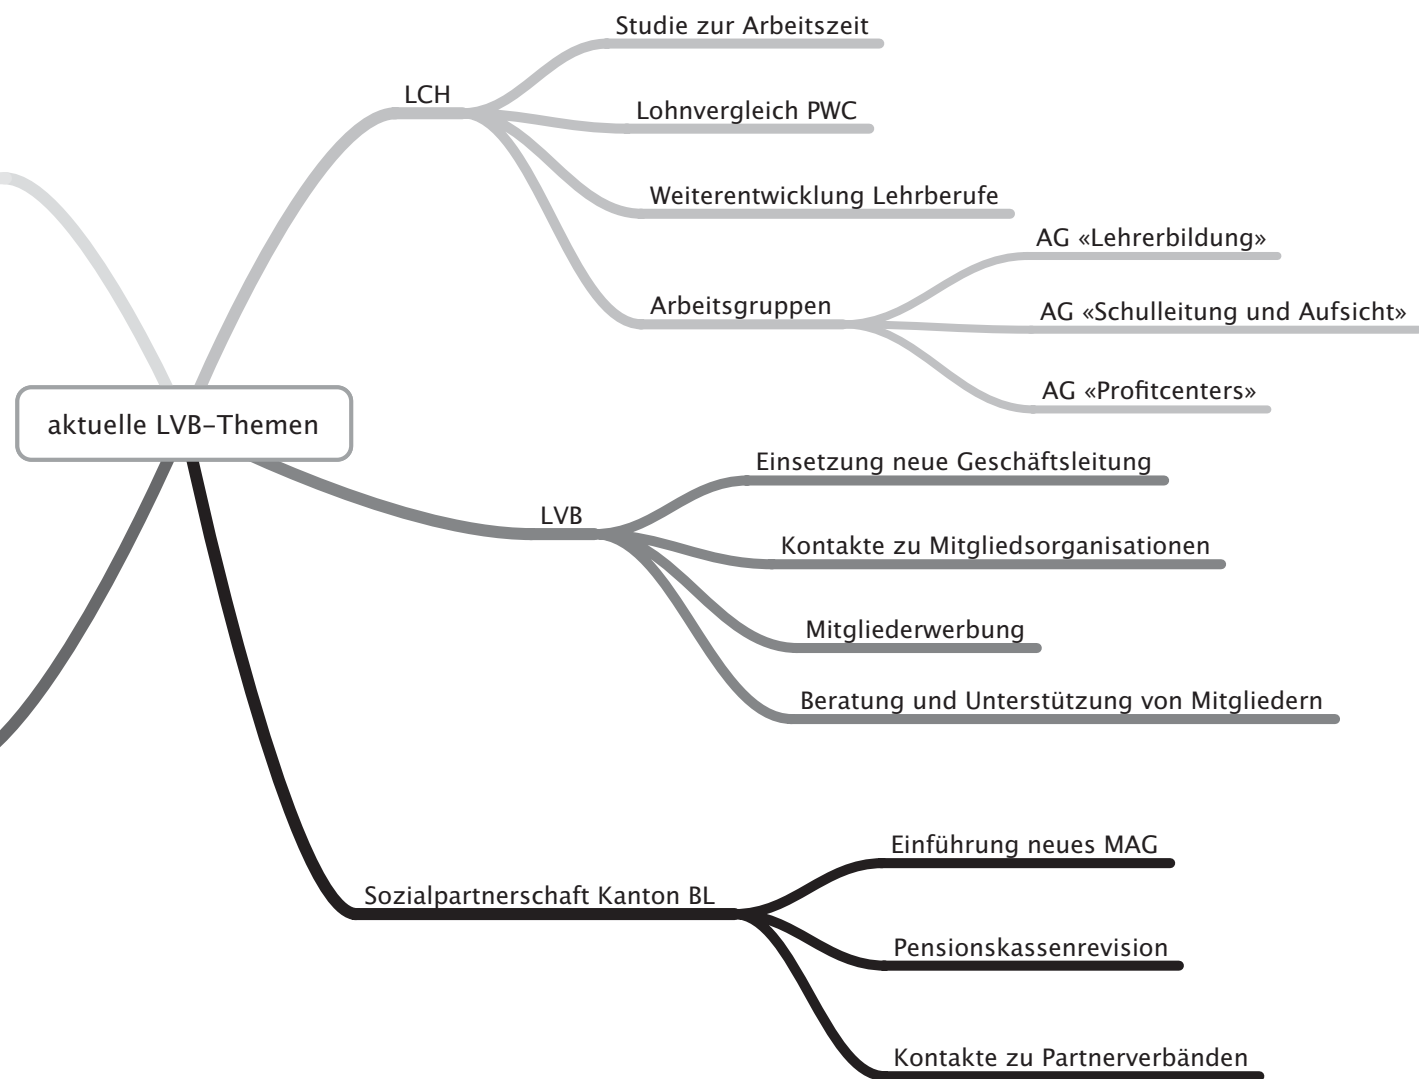 Studie zur Arbeitszeit
LCH
Lohnvergleich PWC
Weiterentwicklung Lehrberufe
AG «Lehrerbildung»
Arbeitsgruppen
AG «Schulleitung und Aufsicht»
AG «Profitcenters»
aktuelle LVB-Themen
Einsetzung neue Geschäftsleitung
LVB
Kontakte zu Mitgliedsorganisationen
Mitgliederwerbung
Beratung und Unterstützung von Mitgliedern
Einführung neues MAG
Sozialpartnerschaft Kanton BL
Pensionskassenrevision
Kontakte zu Partnerverbänden